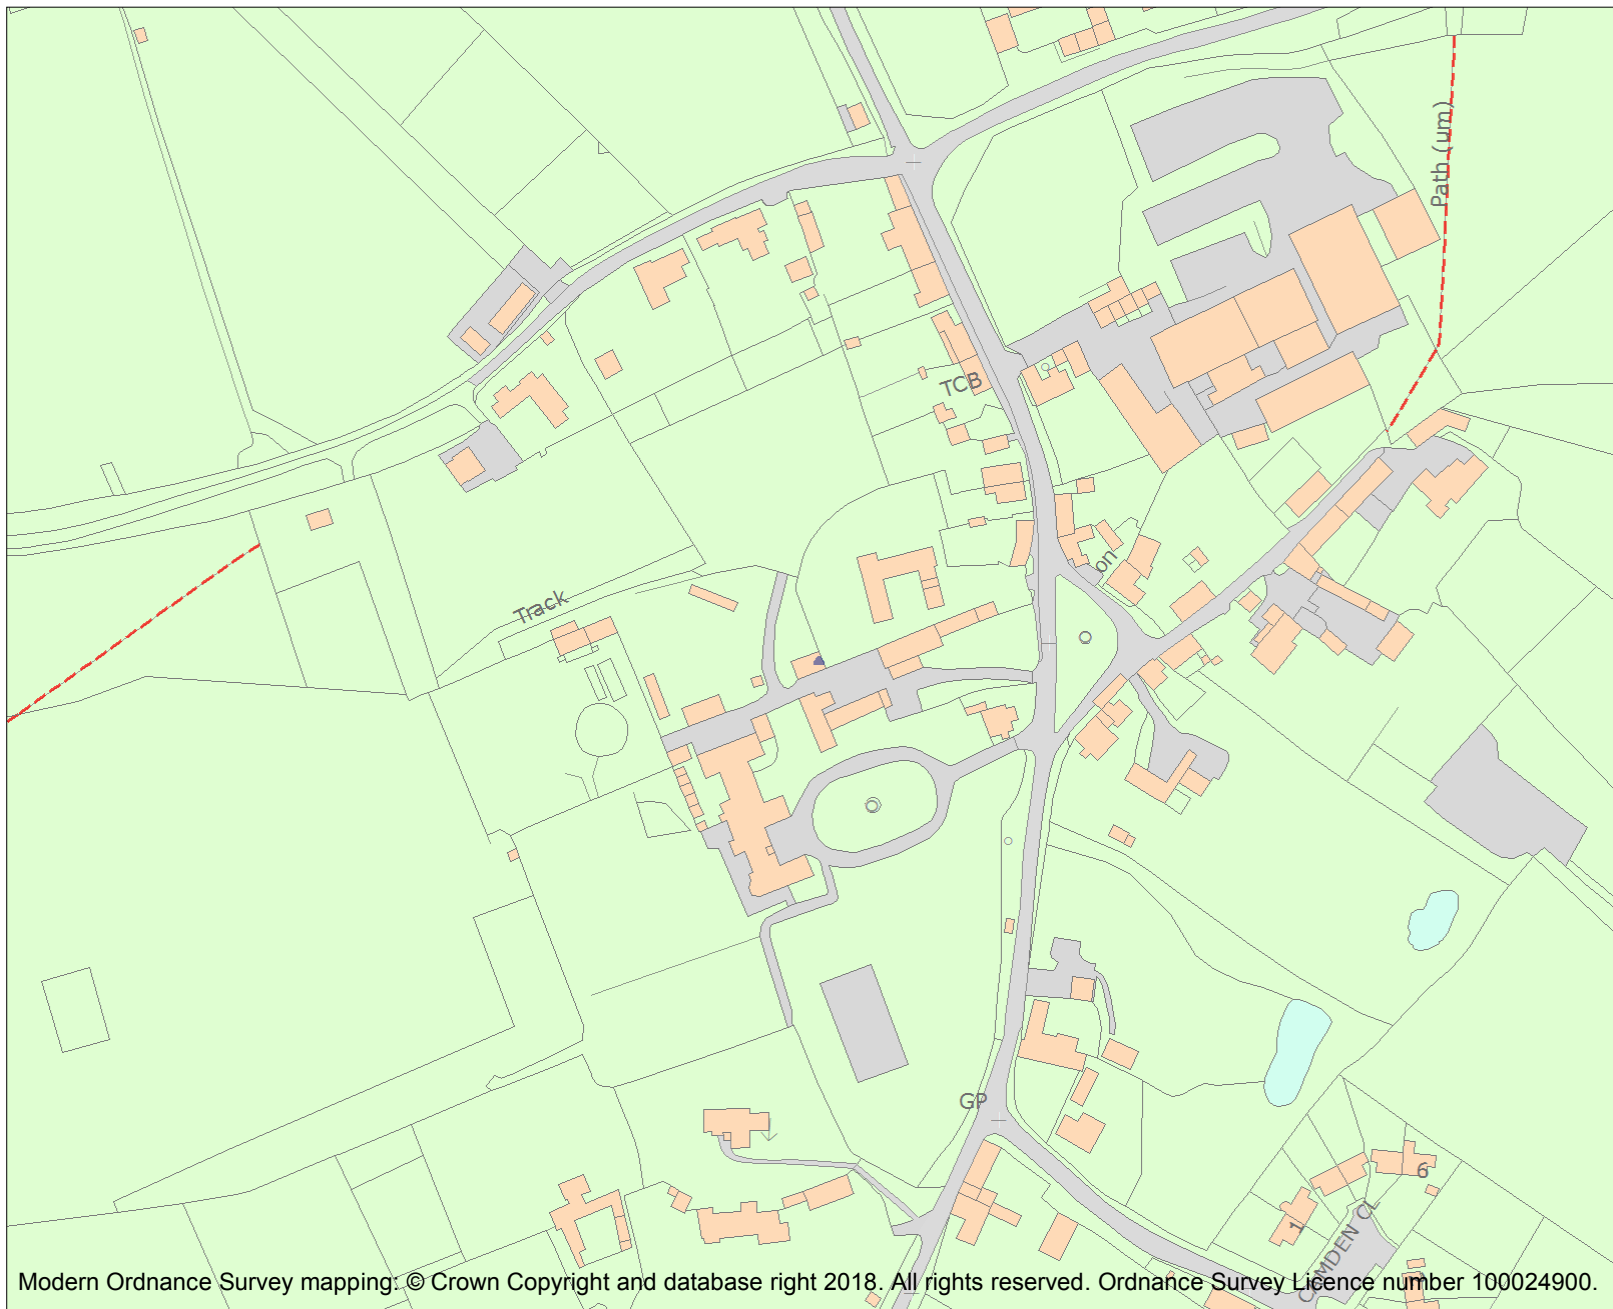 Path (um)
TCB
on
Track
GP
6
1
CAMDEN CL
Modern Ordnance Survey mapping: © Crown Copyright and database right 2018. All rights reserved. Ordnance Survey Licence number 100024900.